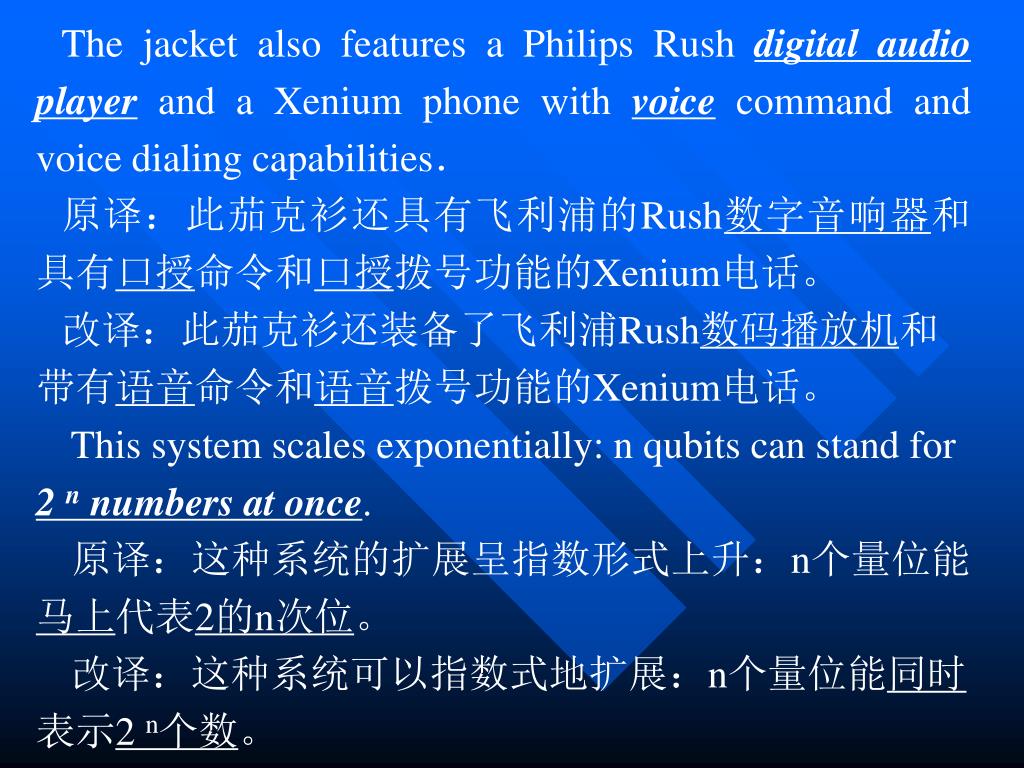 The jacket also features a Philips Rush digital audio
player and a Xenium phone with voice command and
voice dialing capabilities．
原译：此茄克衫还具有飞利浦的Rush数字音响器和
具有口授命令和口授拨号功能的Xenium电话。
改译：此茄克衫还装备了飞利浦Rush数码播放机和
带有语音命令和语音拨号功能的Xenium电话。
This system scales exponentially: n qubits can stand for
2 ⁿ numbers at once.
原译：这种系统的扩展呈指数形式上升：n个量位能
马上代表2的n次位。
改译：这种系统可以指数式地扩展：n个量位能同时
表示2 ⁿ个数。